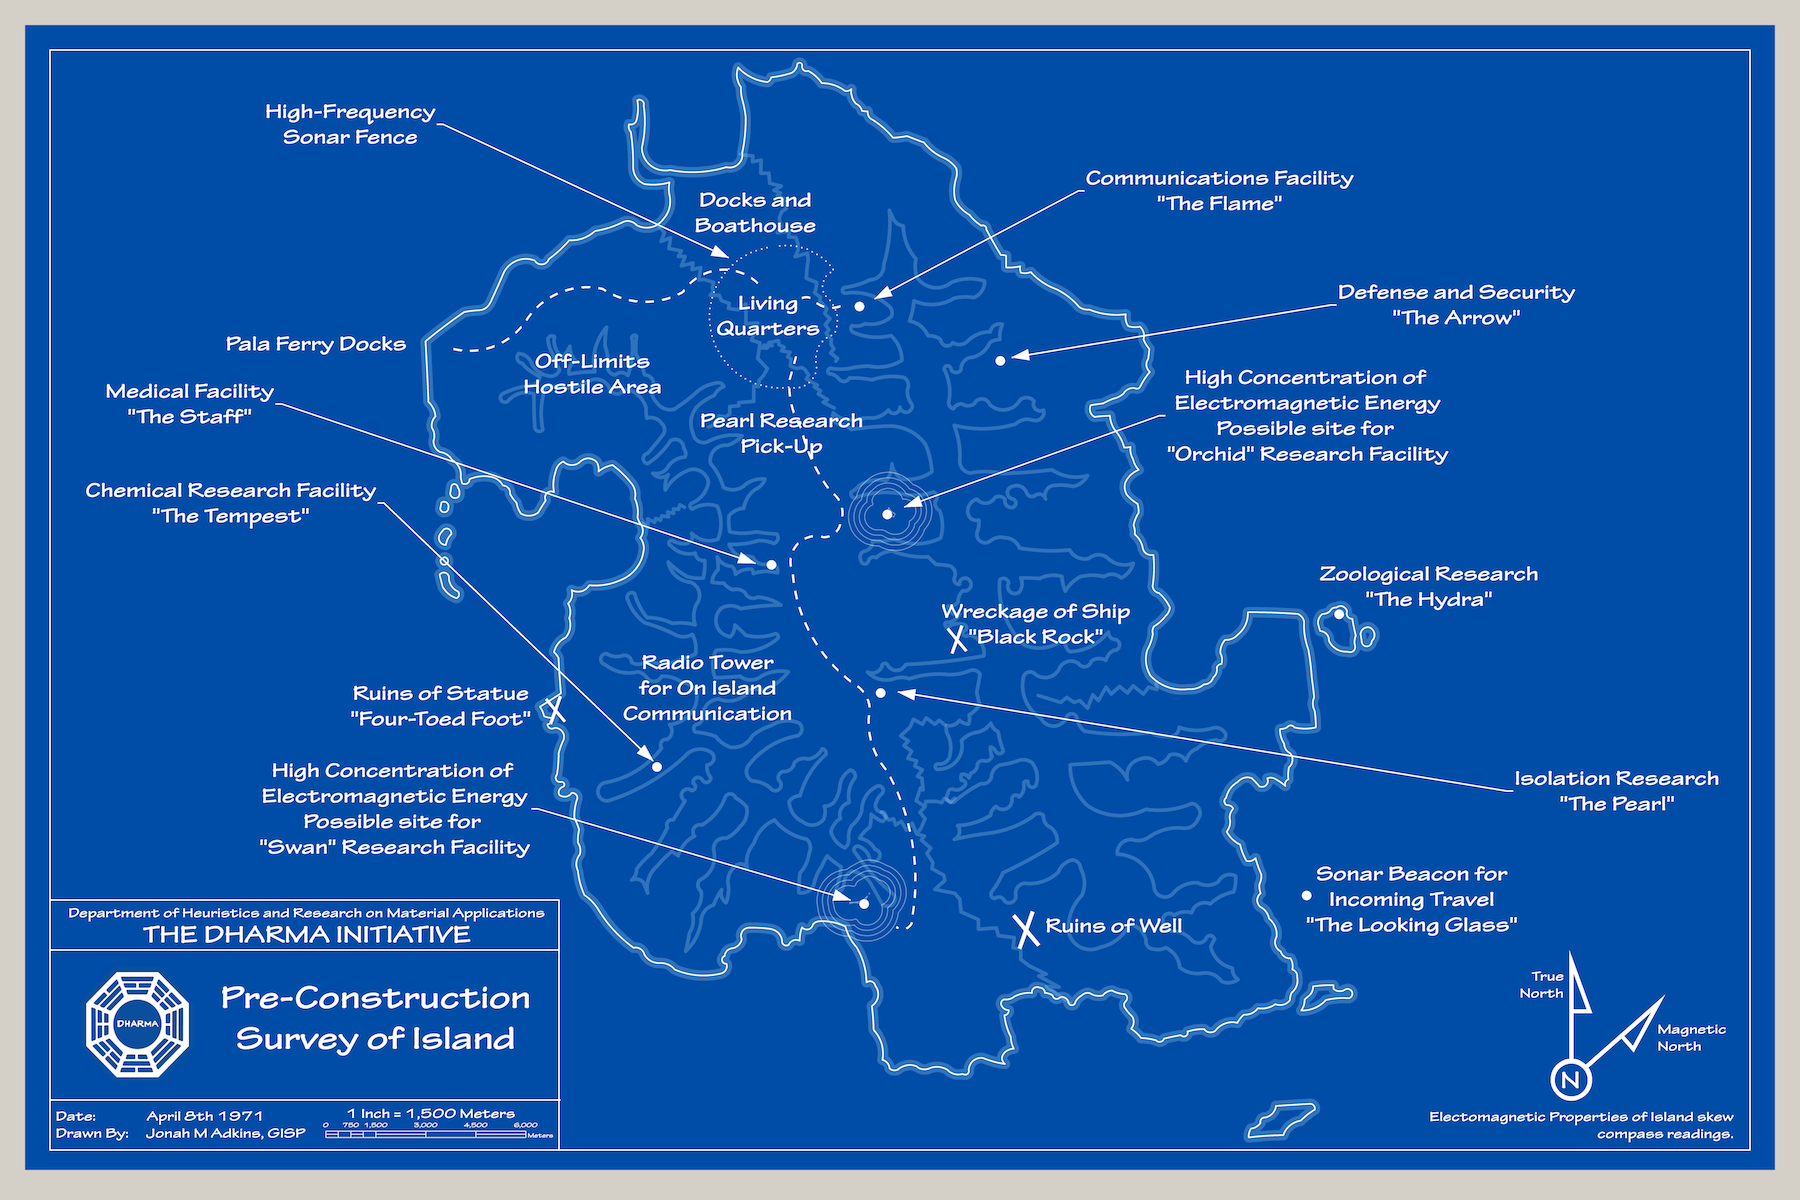 High-Frequency
Sonar Fence
Docks and
Boathouse
Communications Facility
"The Flame"
Living
Quarters
Defense and Security
"The Arrow"
Pala Ferry Docks
Off-Limits
Hostile Area
Medical Facility
"The Staff"
High Concentration of
Electromagnetic Energy
Possible site for
"Orchid" Research Facility
Pearl Research
Pick-Up
Chemical Research Facility
"The Tempest"
Zoological Research
"The Hydra"
Wreckage of Ship
X "Black Rock"
Radio Tower
for On Island
Communication
Ruins of Statue
"Four-Toed Foot" X
High Concentration of
Electromagnetic Energy
Possible site for
"Swan" Research Facility
Isolation Research
"The Pearl"
Sonar Beacon for
Incoming Travel
"The Looking Glass"
X Ruins of Well
Department of Heuristics and Research on Material Applications
THE DHARMA INITIATIVE
DHARMA
Pre-Construction
Survey of Island
Date: April 8th 1971
Drawn By: Jonah M Adkins, GISP
1 Inch = 1,500 Meters
0 750 1,500 3,000 4,500 6,000
Meters
True
North
Magnetic
North
N
Electomagnetic Properties of Island skew
compass readings.